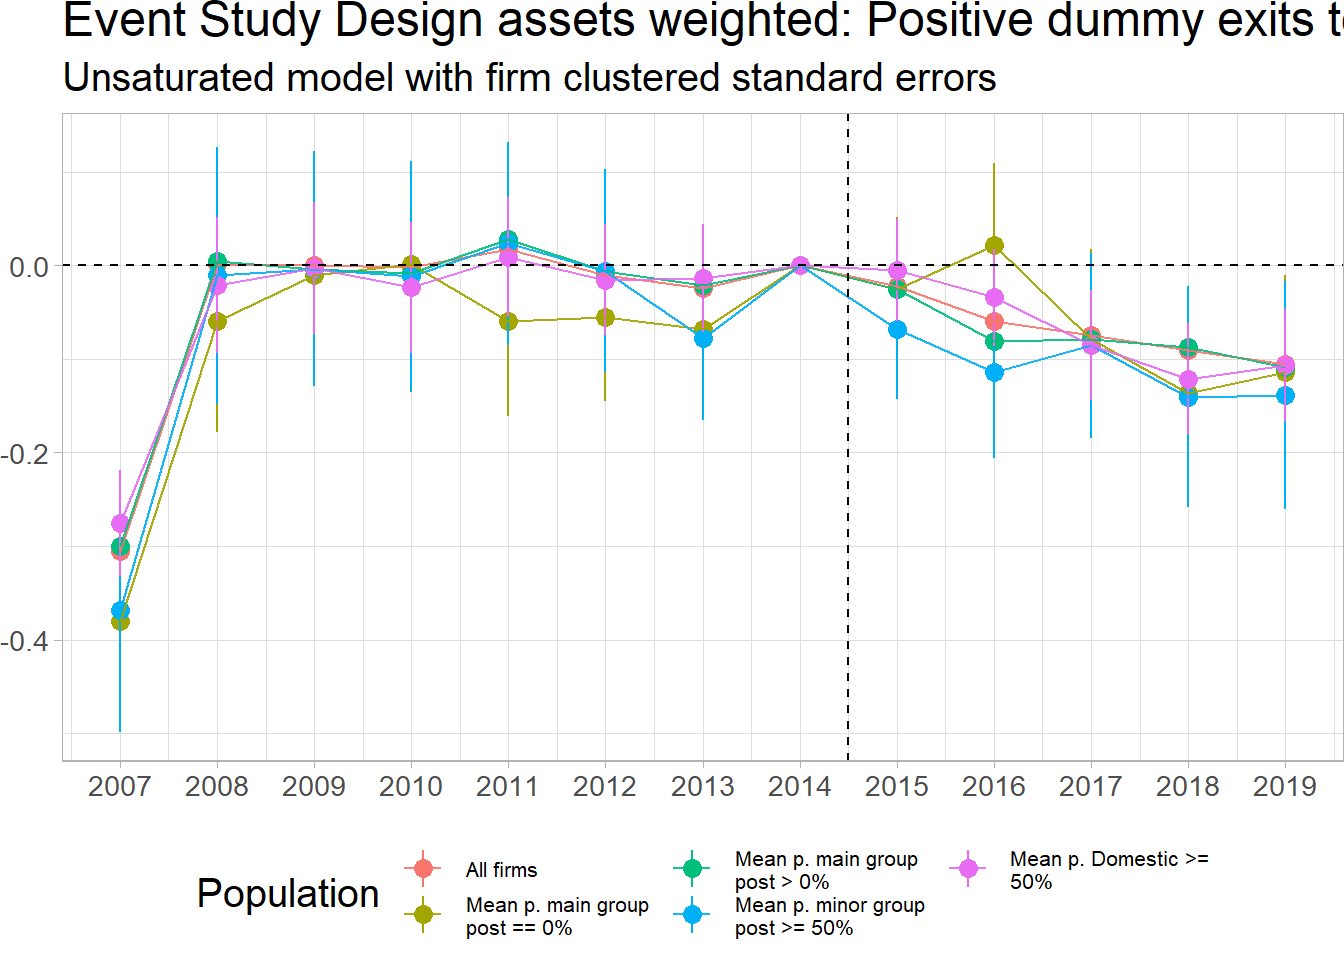 Event Study Design assets weighted: Positive dummy exits
Unsaturated model with firm clustered standard errors
0.0
-0.2
-0.4
2007 2008 2009 2010 2011 2012 2013 2014 2015 2016 2017 2018 2019
Population
All firms
Mean p. main group
post == 0%
Mean p. main group
post > 0%
Mean p. minor group
post >= 50%
Mean p. Domestic >=
50%